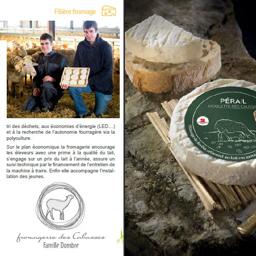 Filière fromage
tri des déchets, aux économies d'énergie (LED…)
et à la recherche de l'autonomie fourragère via la
polyculture.
Sur le plan économique la fromagerie encourage
les éleveurs avec une prime à la qualité du lait,
s'engage sur un prix du lait à l'année, assure un
suivi technique par le financement de l'entretien de
la machine à traire. Enfin elle accompagne l'instal-
lation des jeunes.
fromagerie des Cabasses
Famille Dombre
PÉRAIL